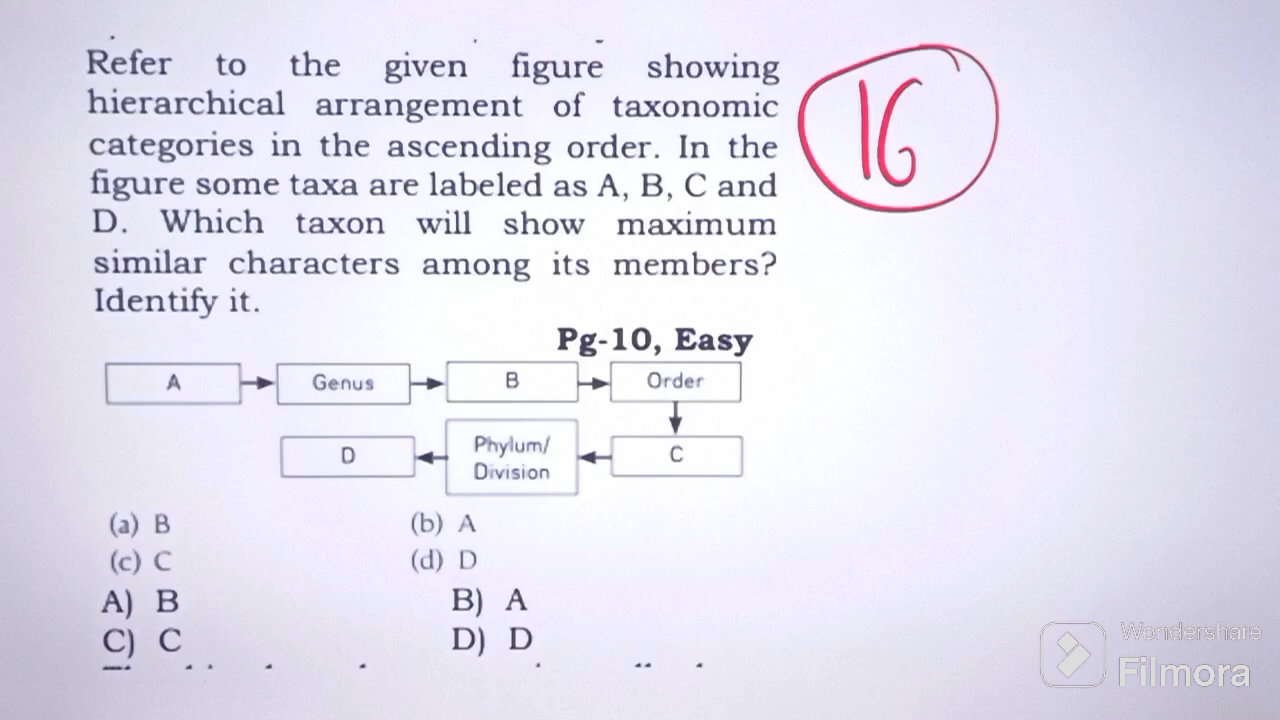 Refer to the given figure showing
hierarchical arrangement of taxonomic
categories in the ascending order. In the
figure some taxa are labeled as A, B, C and
D. Which taxon will show maximum
similar characters among its members?
Identify it.
16
Pg-10, Easy
A Genus B Order
D Phylum/ C
Division
(a) B (b) A
(c) C (d) D
A) B B) A
C) C D) D
Wondershare
Filmora